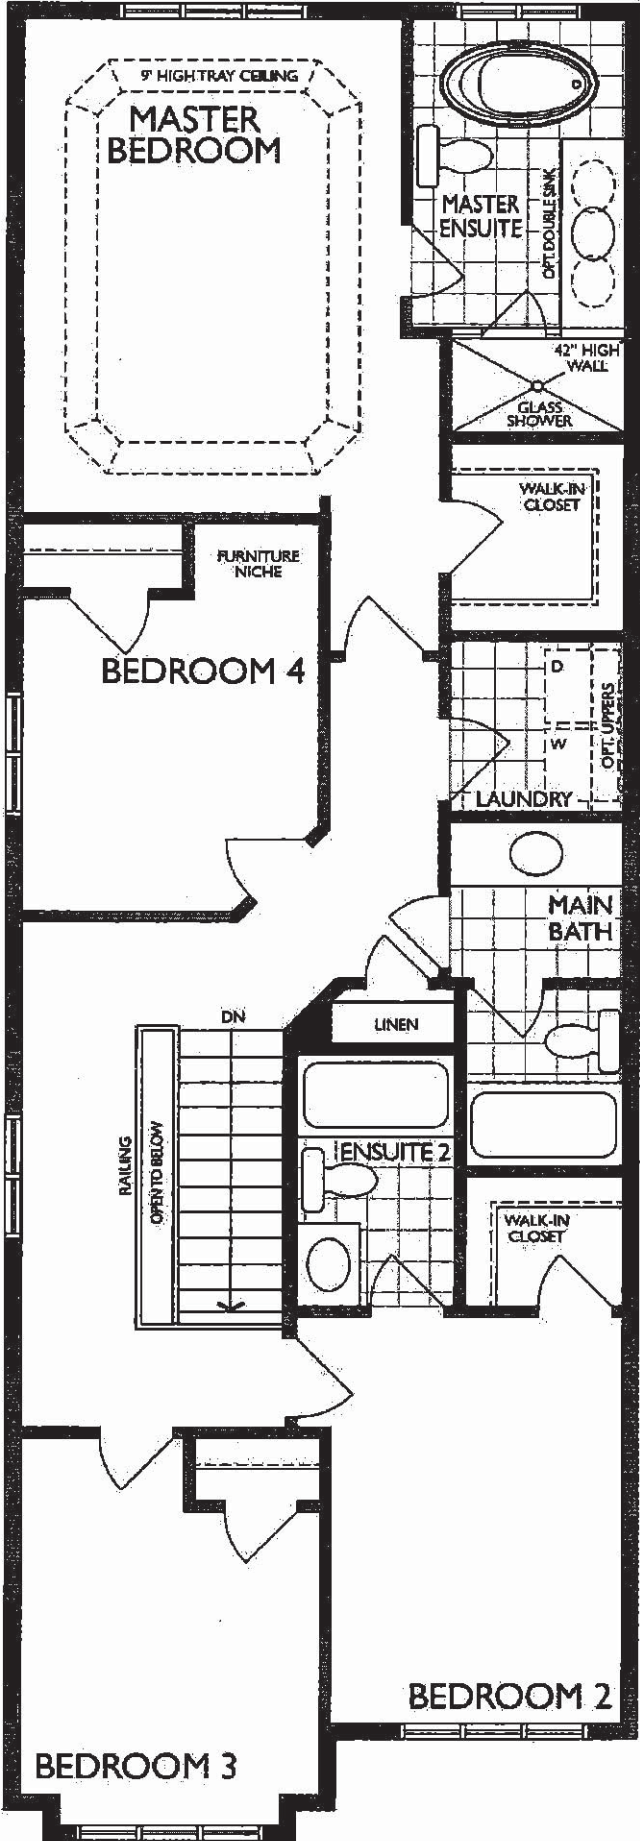 9' HIGH TRAY CEILING
MASTER
BEDROOM
MASTER
ENSUITE
OPT. DOUBLE SINK
42" HIGH
WALL
GLASS
SHOWER
WALK-IN
CLOSET
FURNITURE
NICHE
BEDROOM 4
D
W
OPT. UPPERS
LAUNDRY
MAIN
BATH
LINEN
DN
RAILING
OPEN TO BELOW
ENSUITE 2
WALK-IN
CLOSET
BEDROOM 2
BEDROOM 3